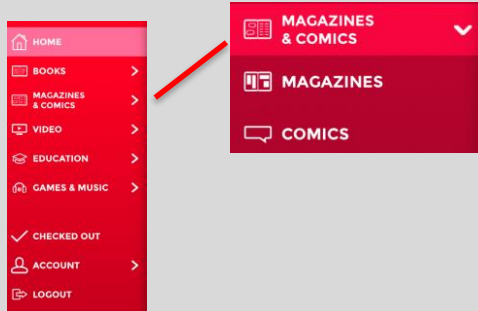 HOME
BOOKS
MAGAZINES
& COMICS
VIDEO
EDUCATION
GAMES & MUSIC
CHECKED OUT
ACCOUNT
LOGOUT
MAGAZINES
& COMICS
MAGAZINES
COMICS